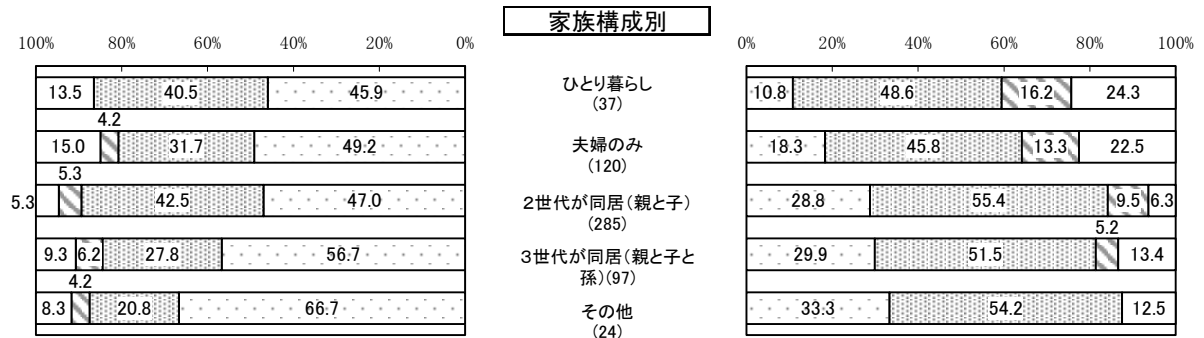 家族構成別
100% 80% 60% 40% 20% 0%
0% 20% 40% 60% 80% 100%
13.5 40.5 45.9
ひとり暮らし
(37)
10.8 48.6 16.2 24.3
4.2
15.0 31.7 49.2
夫婦のみ
(120)
18.3 45.8 13.3 22.5
5.3
5.3 42.5 47.0
2世代が同居(親と子)
(285)
28.8 55.4 9.5 6.3
5.2
9.3 6.2 27.8 56.7
3世代が同居(親と子と
孫)(97)
29.9 51.5 13.4
4.2
8.3 20.8 66.7
その他
(24)
33.3 54.2 12.5